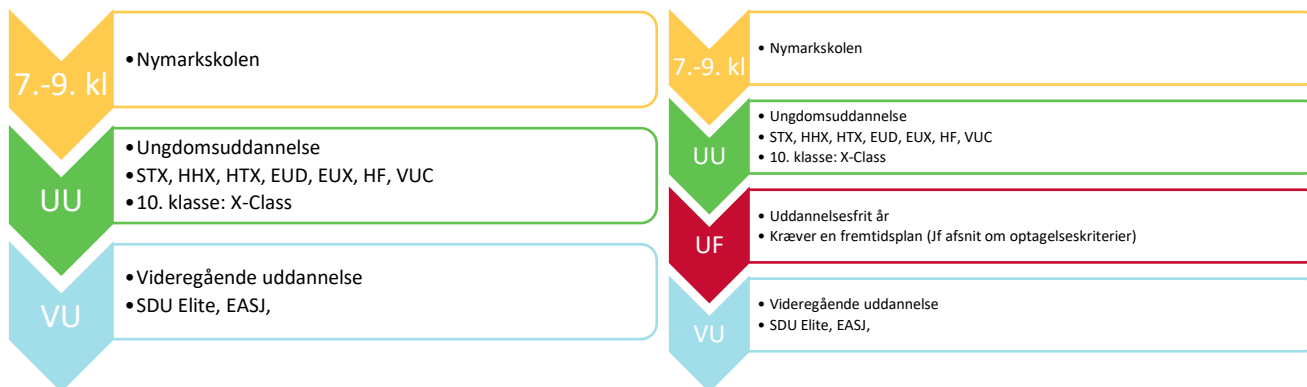 7.-9. kl
•Nymarkskolen
UU
•Ungdomsuddannelse
•STX, HHX, HTX, EUD, EUX, HF, VUC
•10. klasse: X-Class
VU
•Videregående uddannelse
•SDU Elite, EASJ,
7.-9. kl
• Nymarkskolen
UU
• Ungdomsuddannelse
• STX, HHX, HTX, EUD, EUX, HF, VUC
• 10. klasse: X-Class
UF
• Uddannelsesfrit år
• Kræver en fremtidsplan (Jf afsnit om optagelseskriterier)
VU
• Videregående uddannelse
• SDU Elite, EASJ,